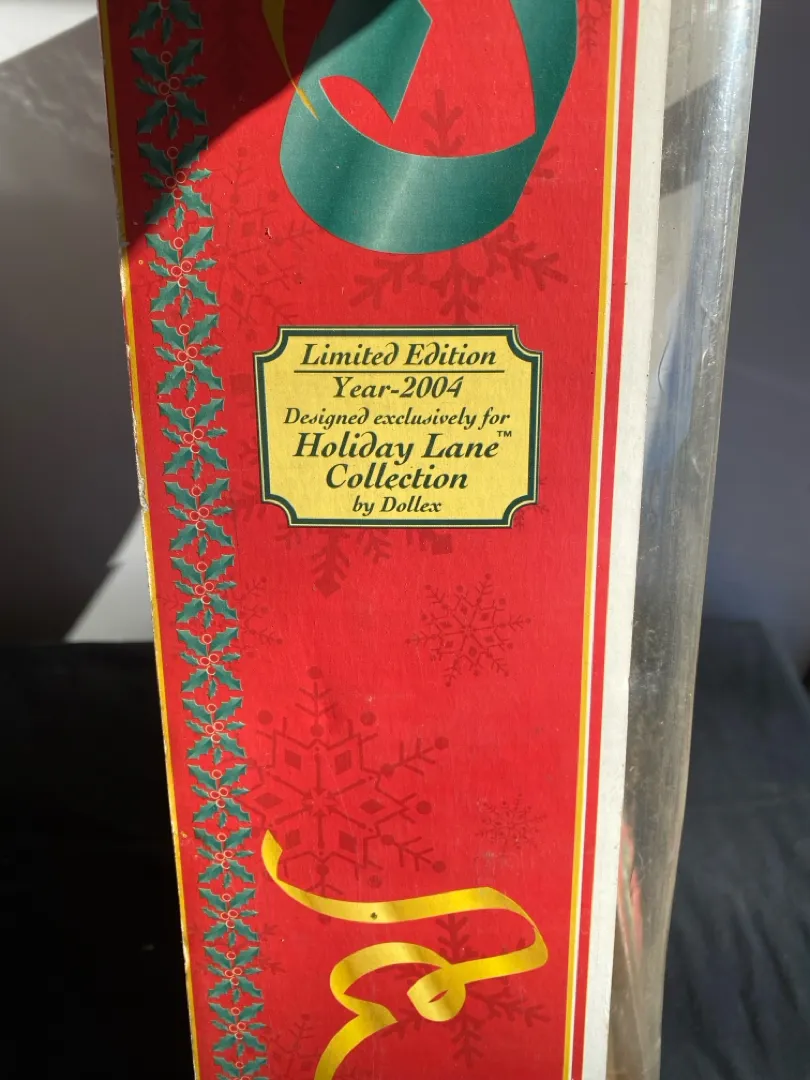 Limited Edition
Year-2004
Designed exclusively for
Holiday Lane™
Collection
by Dollex